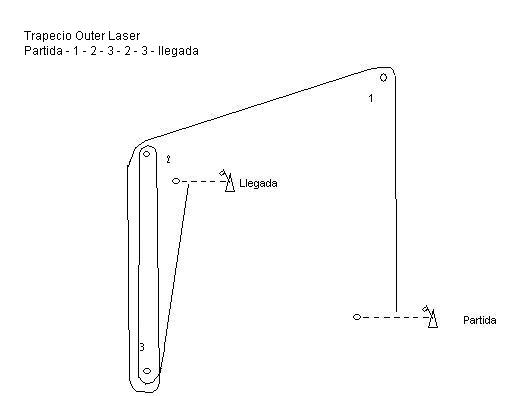 Trapecio Outer Laser
Partida - 1 - 2 - 3 - 2 - 3 - llegada
1
2
Llegada
Partida
3